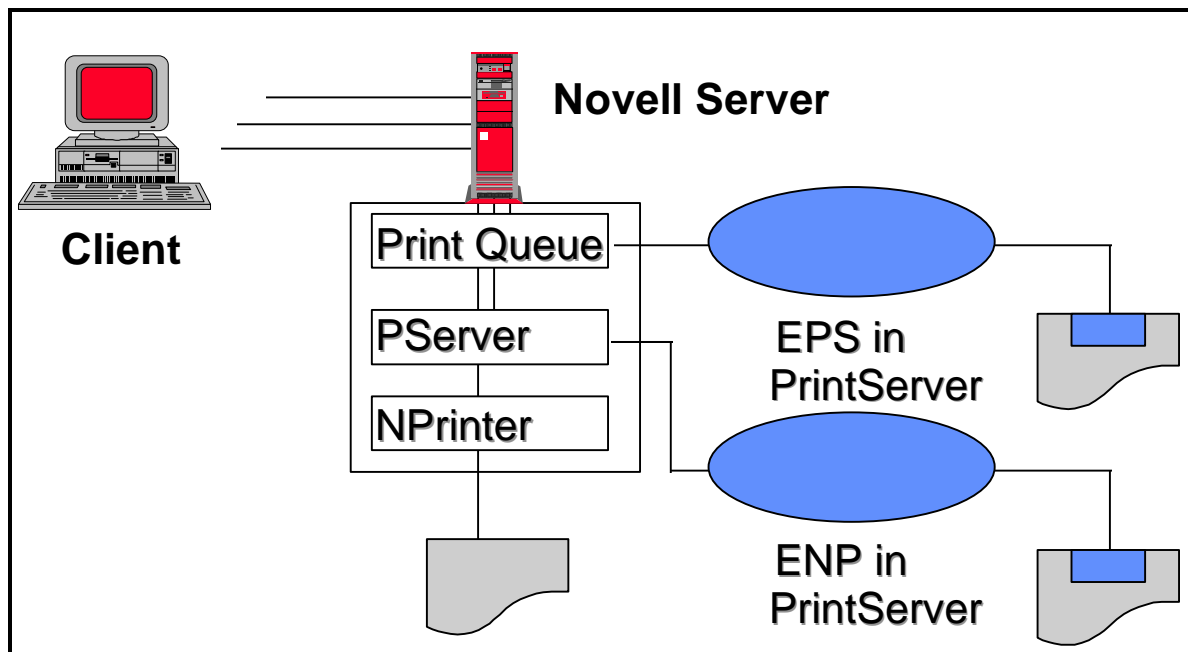 Novell Server
Client
Print Queue
PServer
NPrinter
EPS in
PrintServer
ENP in
PrintServer